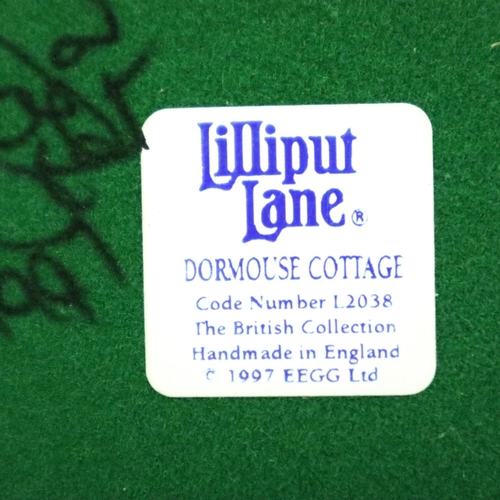 Lilliput
Lane®
DORMOUSE COTTAGE
Code Number L2038
The British Collection
Handmade in England
© 1997 EEGG Ltd